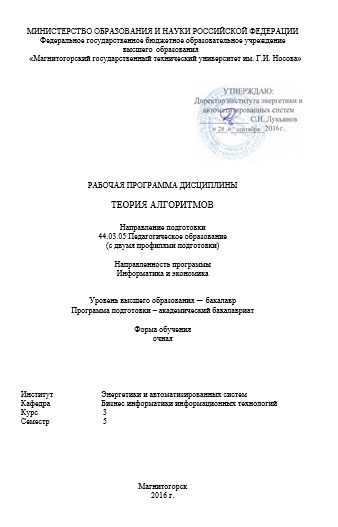 МИНИСТЕРСТВО ОБРАЗОВАНИЯ И НАУКИ РОССИЙСКОЙ ФЕДЕРАЦИИ
Федеральное государственное бюджетное образовательное учреждение
высшего образования
«Магнитогорский государственный технический университет им. Г.И. Носова»
УТВЕРЖДАЮ:
Директор института энергетики и
автоматизированных систем
С.И. Лукьянов
« 28 » сентября 2016 г.
РАБОЧАЯ ПРОГРАММА ДИСЦИПЛИНЫ
ТЕОРИЯ АЛГОРИТМОВ
Направление подготовки
44.03.05 Педагогическое образование
(с двумя профилями подготовки)
Направленность программы
Информатика и экономика
Уровень высшего образования — бакалавр
Программа подготовки – академический бакалавриат
Форма обучения
очная
Институт Энергетики и автоматизированных систем
Кафедра Бизнес информатики информационных технологий
Курс 3
Семестр 5
Магнитогорск
2016 г.